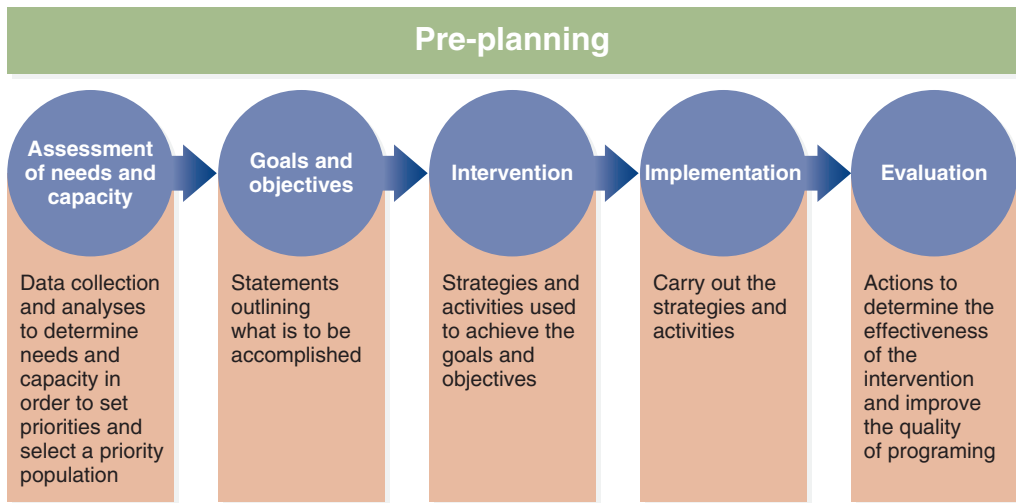 Pre-planning
Assessment
of needs and
capacity
Goals and
objectives
Intervention
Implementation
Evaluation
Data collection
and analyses
to determine
needs and
capacity in
order to set
priorities and
select a priority
population
Statements
outlining
what is to be
accomplished
Strategies and
activities used
to achieve the
goals and
objectives
Carry out the
strategies and
activities
Actions to
determine the
effectiveness
of the
intervention
and improve
the quality
of programing